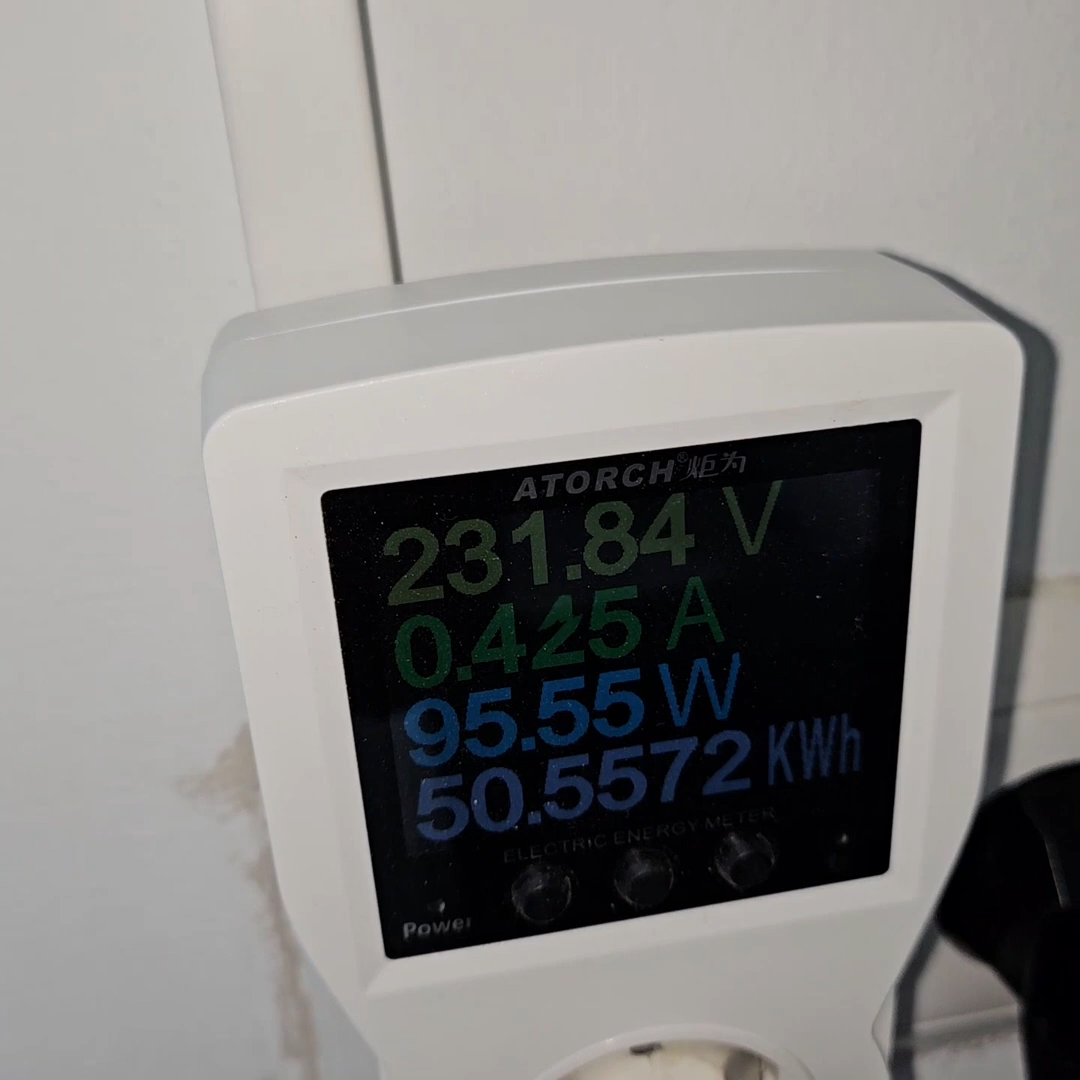 ATORCH® 炬为
231.84 V
0.425 A
95.55 W
50.5572 KWh
ELECTRIC ENERGY METER
Power